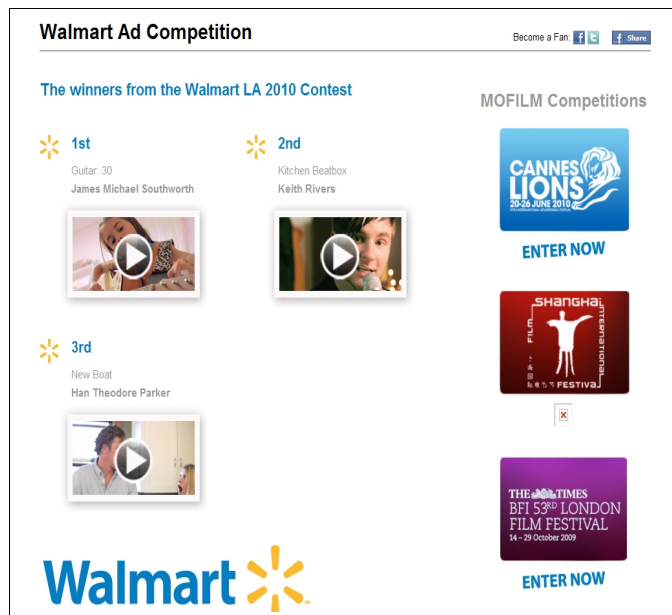 Walmart Ad Competition
Become a Fan:
f Share
The winners from the Walmart LA 2010 Contest
1st
Guitar: 30
James Michael Southworth
2nd
Kitchen Beatbox
Keith Rivers
3rd
New Boat
Han Theodore Parker
Walmart
MOFILM Competitions
CANNES
LIONS
20-26 JUNE 2010
ENTER NOW
SHANGHAI
INTERNATIONAL
FILM
FESTIVAL
THE TIMES
BFI 53RD LONDON
FILM FESTIVAL
14 – 29 October 2009
ENTER NOW